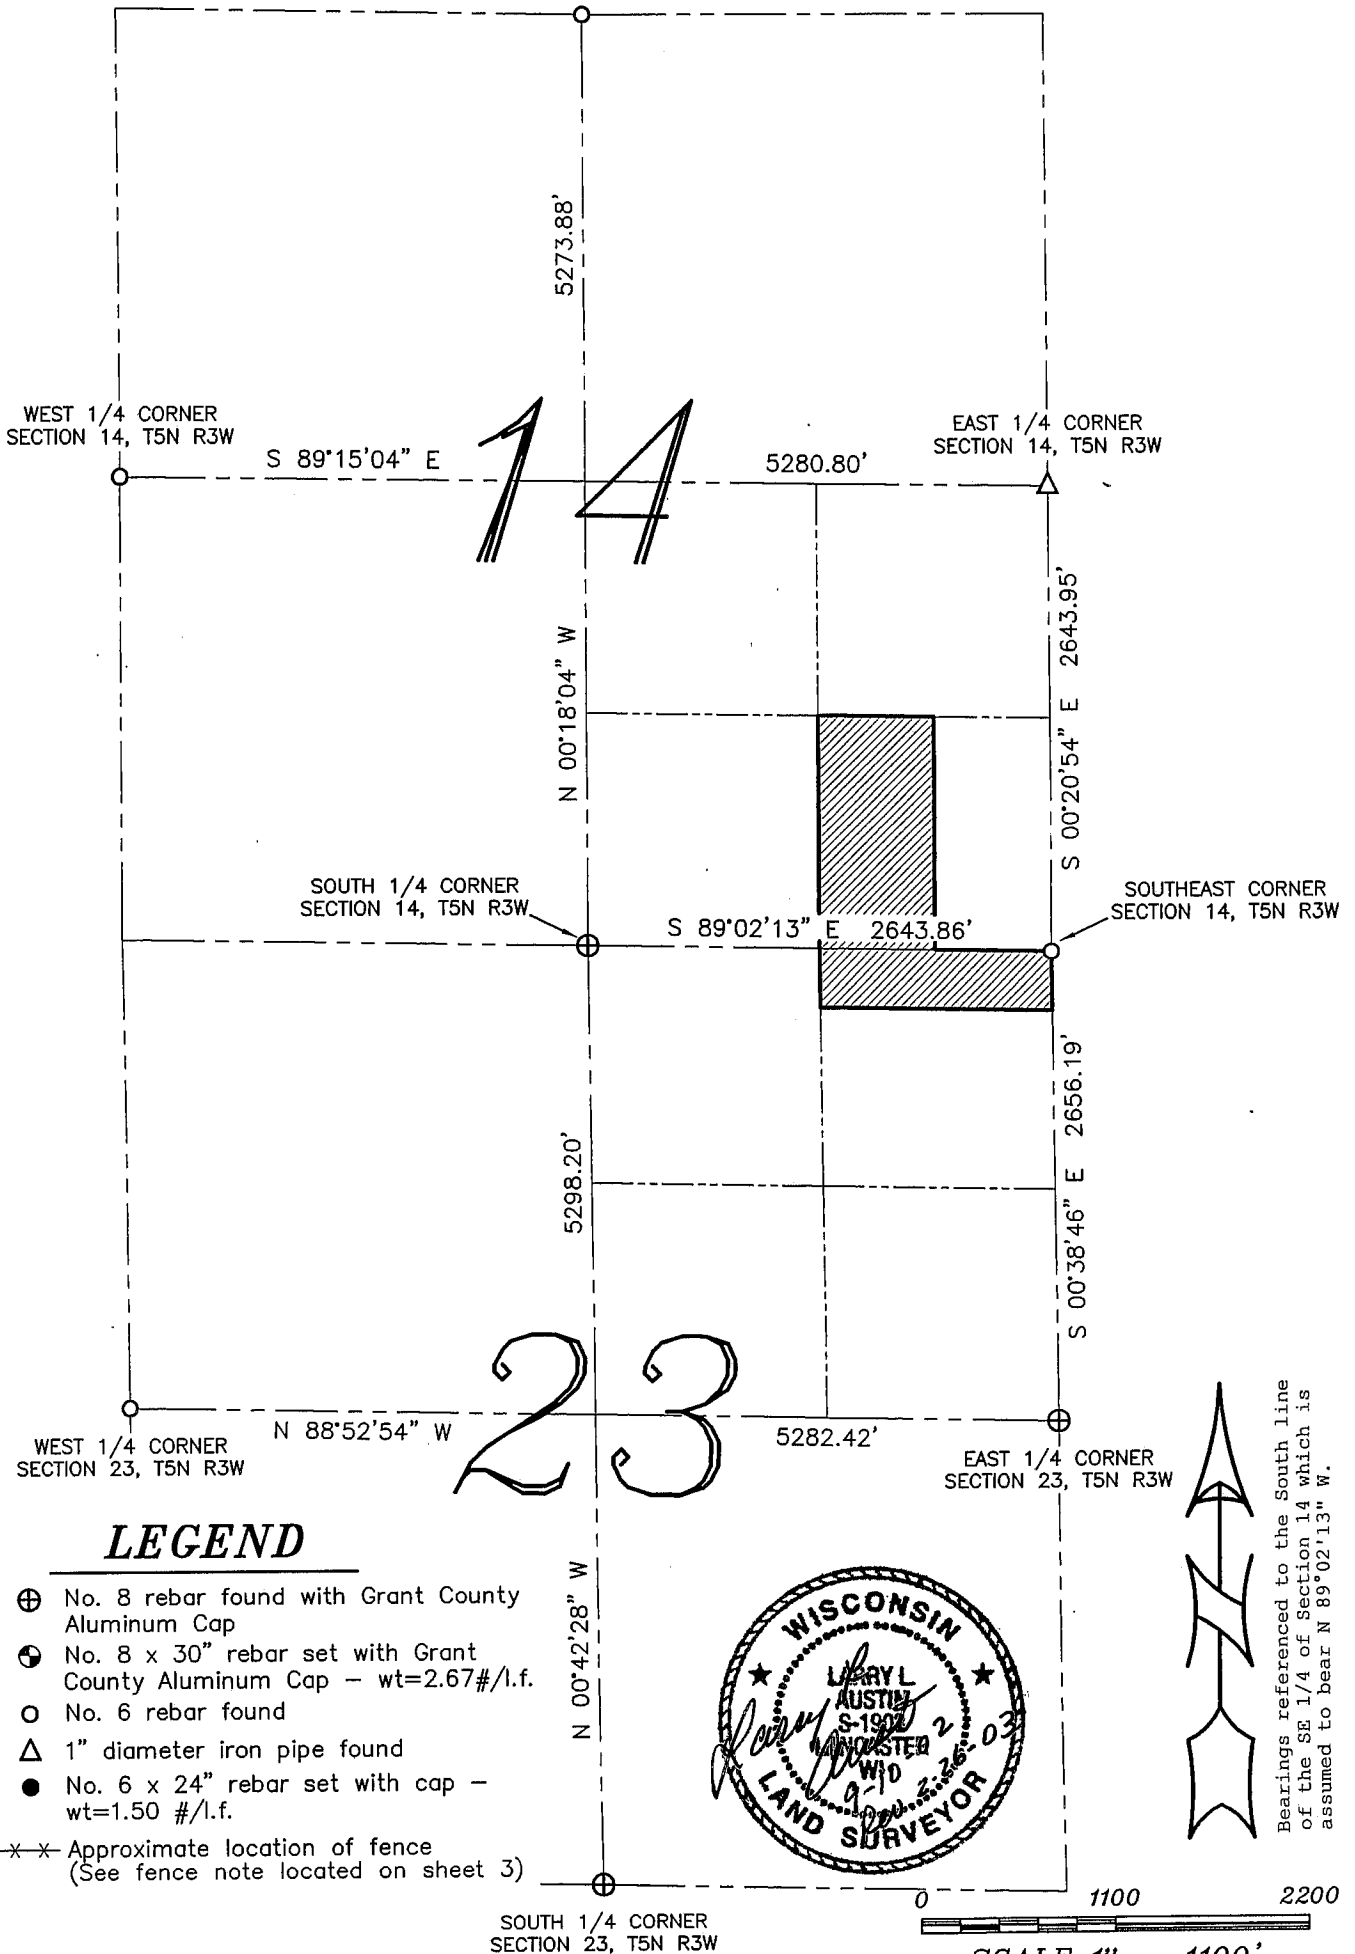 5273.88'
WEST 1/4 CORNER
SECTION 14, T5N R3W
14
EAST 1/4 CORNER
SECTION 14, T5N R3W
S 89°15'04" E
5280.80'
N 00°18'04" W
S 00°20'54" E 2643.95'
SOUTH 1/4 CORNER
SECTION 14, T5N R3W
S 89°02'13" E 2643.86'
SOUTHEAST CORNER
SECTION 14, T5N R3W
5298.20'
S 00°38'46" E 2656.19'
23
N 88°52'54" W
5282.42'
WEST 1/4 CORNER
SECTION 23, T5N R3W
EAST 1/4 CORNER
SECTION 23, T5N R3W
LEGEND
No. 8 rebar found with Grant County
Aluminum Cap
No. 8 x 30" rebar set with Grant
County Aluminum Cap – wt=2.67#/l.f.
No. 6 rebar found
1" diameter iron pipe found
No. 6 x 24" rebar set with cap –
wt=1.50 #/l.f.
Approximate location of fence
(See fence note located on sheet 3)
N 00°42'28" W
SOUTH 1/4 CORNER
SECTION 23, T5N R3W
WISCONSIN
LARRY L.
AUSTIN
LAND SURVEYOR
2-26-03
N
Bearings referenced to the South line
of the SE 1/4 of Section 14 which is
assumed to bear N 89°02'13" W.
0 1100 2200
SCALE 1" 1100'